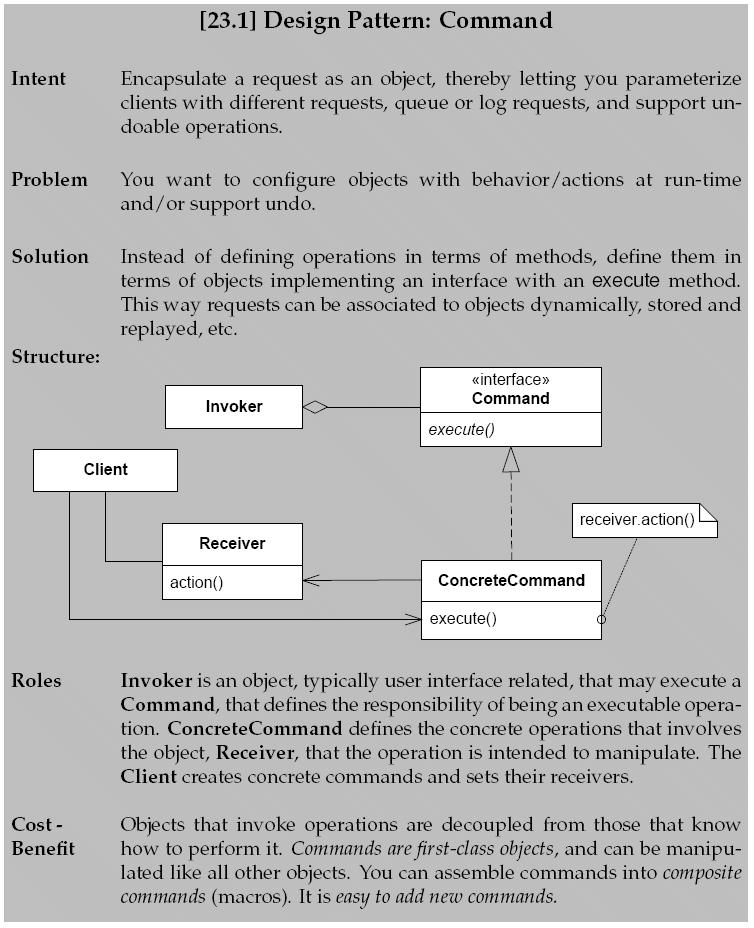 [23.1] Design Pattern: Command
Intent Encapsulate a request as an object, thereby letting you parameterize
clients with different requests, queue or log requests, and support un-
doable operations.
Problem You want to configure objects with behavior/actions at run-time
and/or support undo.
Solution Instead of defining operations in terms of methods, define them in
terms of objects implementing an interface with an execute method.
This way requests can be associated to objects dynamically, stored and
replayed, etc.
Structure:
«interface»
Command
execute()
Invoker
Client
Receiver
action()
receiver.action()
ConcreteCommand
execute()
Roles Invoker is an object, typically user interface related, that may execute a
Command, that defines the responsibility of being an executable opera-
tion. ConcreteCommand defines the concrete operations that involves
the object, Receiver, that the operation is intended to manipulate. The
Client creates concrete commands and sets their receivers.
Cost - Objects that invoke operations are decoupled from those that know
Benefit how to perform it. Commands are first-class objects, and can be manipu-
lated like all other objects. You can assemble commands into composite
commands (macros). It is easy to add new commands.